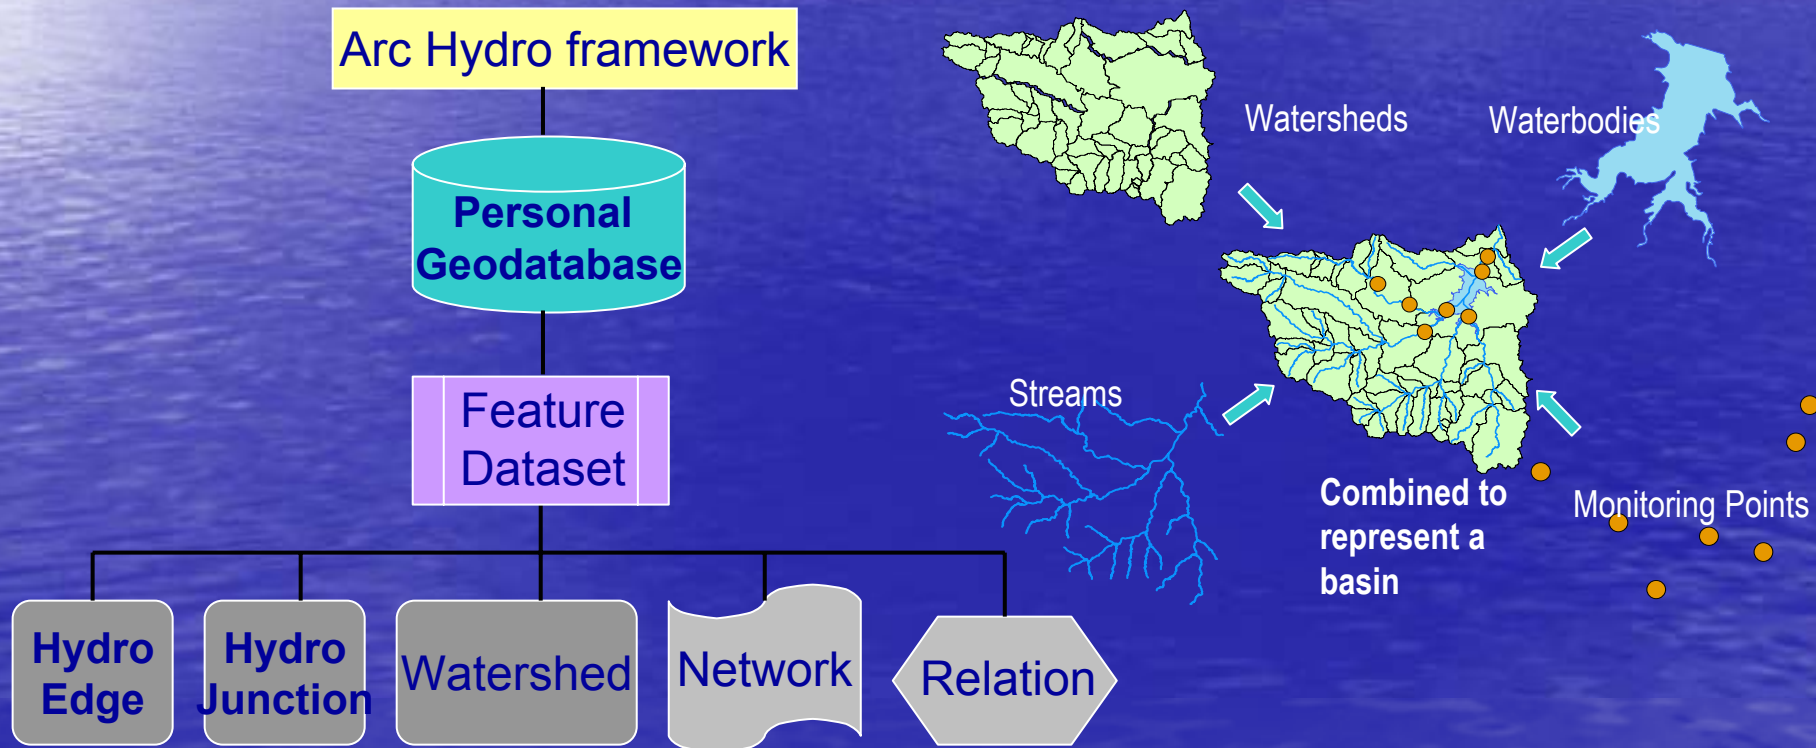 Arc Hydro framework
Personal
Geodatabase
Feature
Dataset
Hydro
Edge
Hydro
Junction
Watershed
Network
Relation
Watersheds
Waterbodies
Streams
Combined to
represent a
basin
Monitoring Points